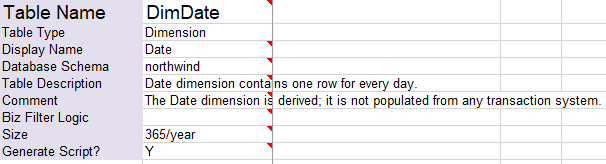 Table Name DimDate
Table Type Dimension
Display Name Date
Database Schema northwind
Table Description Date dimension contains one row for every day.
Comment The Date dimension is derived; it is not populated from any transaction system.
Biz Filter Logic
Size 365/year
Generate Script? Y